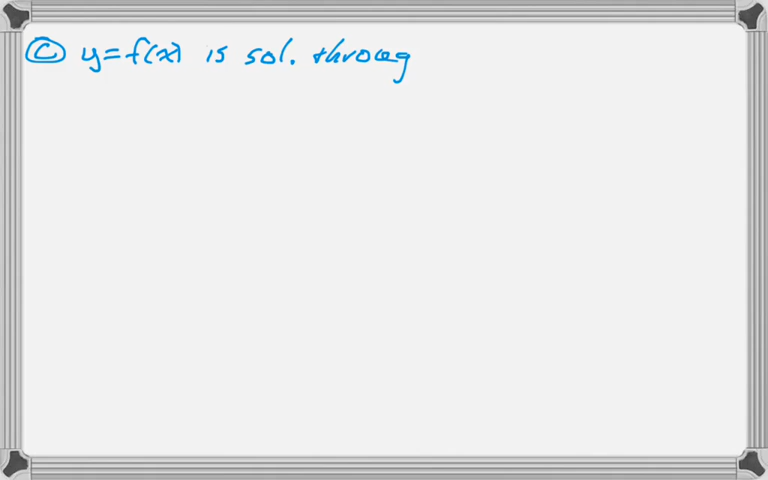 Ⓒ y=f(x) is sol. throug